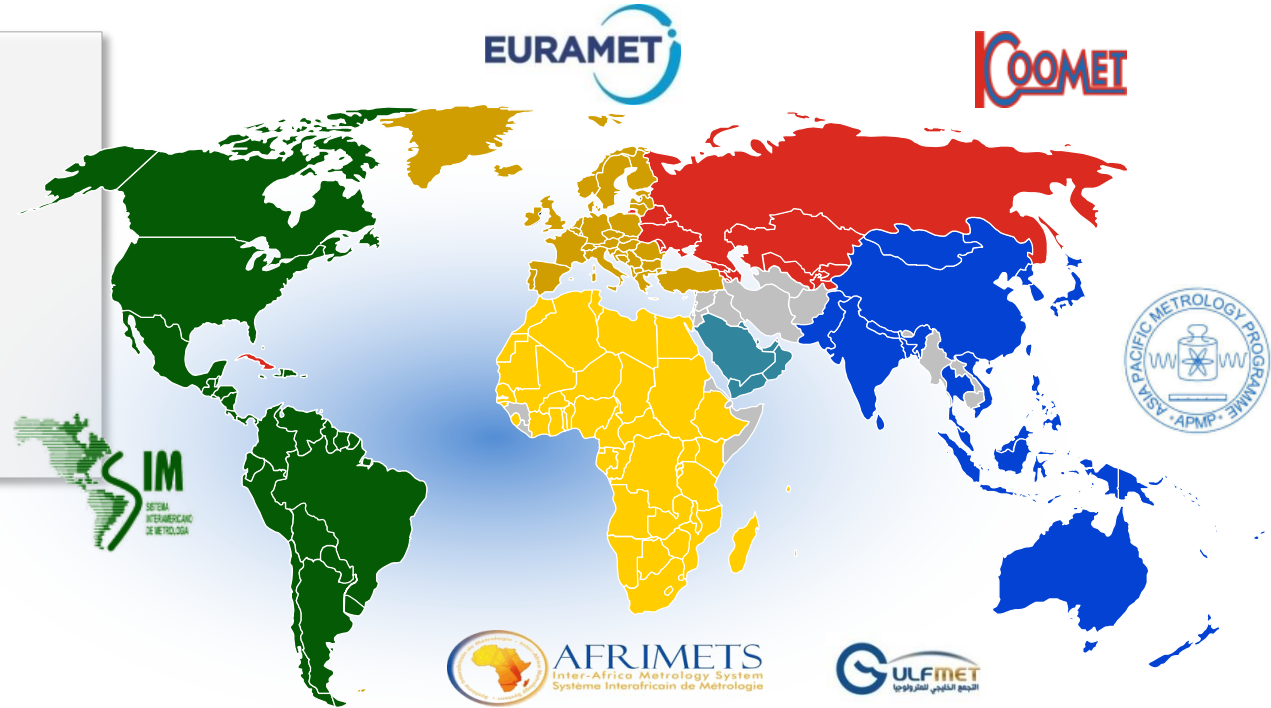 EURAMET
COOMET
ASIA PACIFIC METROLOGY PROGRAMME
· APMP ·
SIM
SISTEMA
INTERAMERICANO
DE METROLOGIA
AFRIMETS
Inter-Africa Metrology System
Système Interafricain de Métrologie
GULFMET
التجمع الخليجي للمترولوجيا